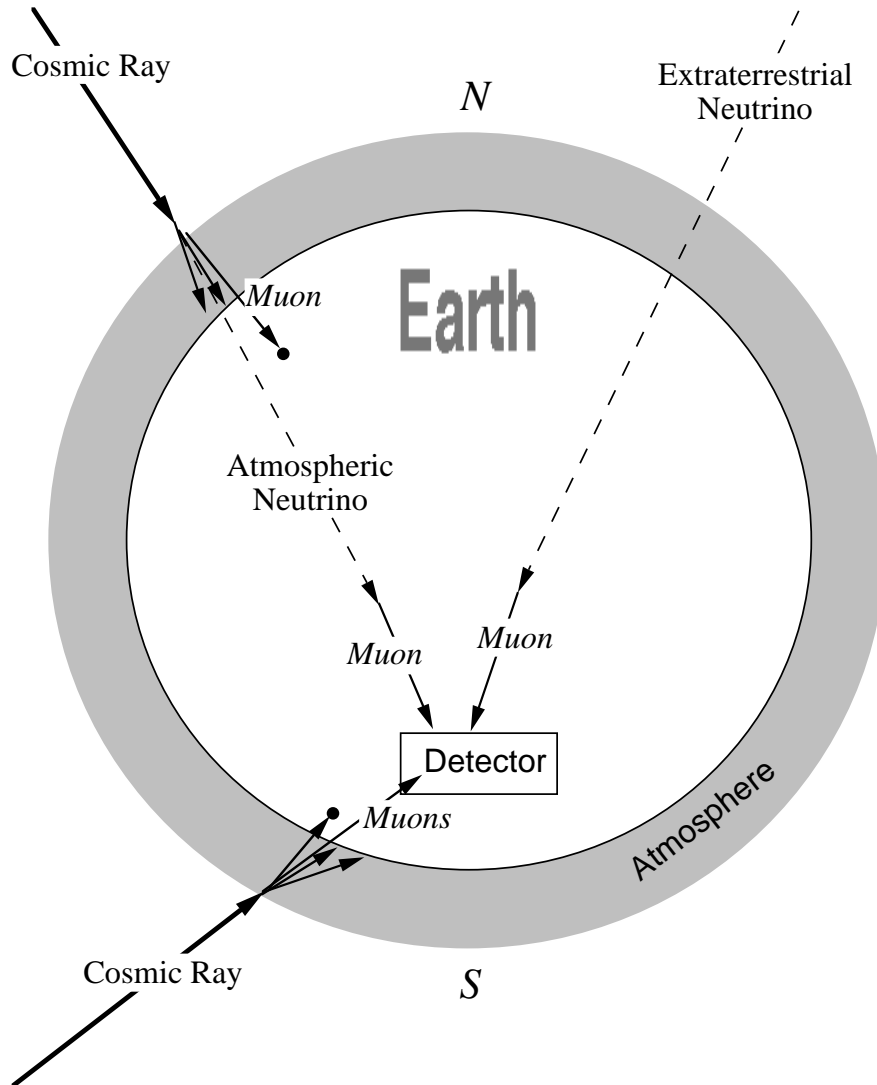 Cosmic Ray
N
Extraterrestrial
Neutrino
Muon
Earth
Atmospheric
Neutrino
Muon
Muon
Detector
Muons
Atmosphere
Cosmic Ray
S